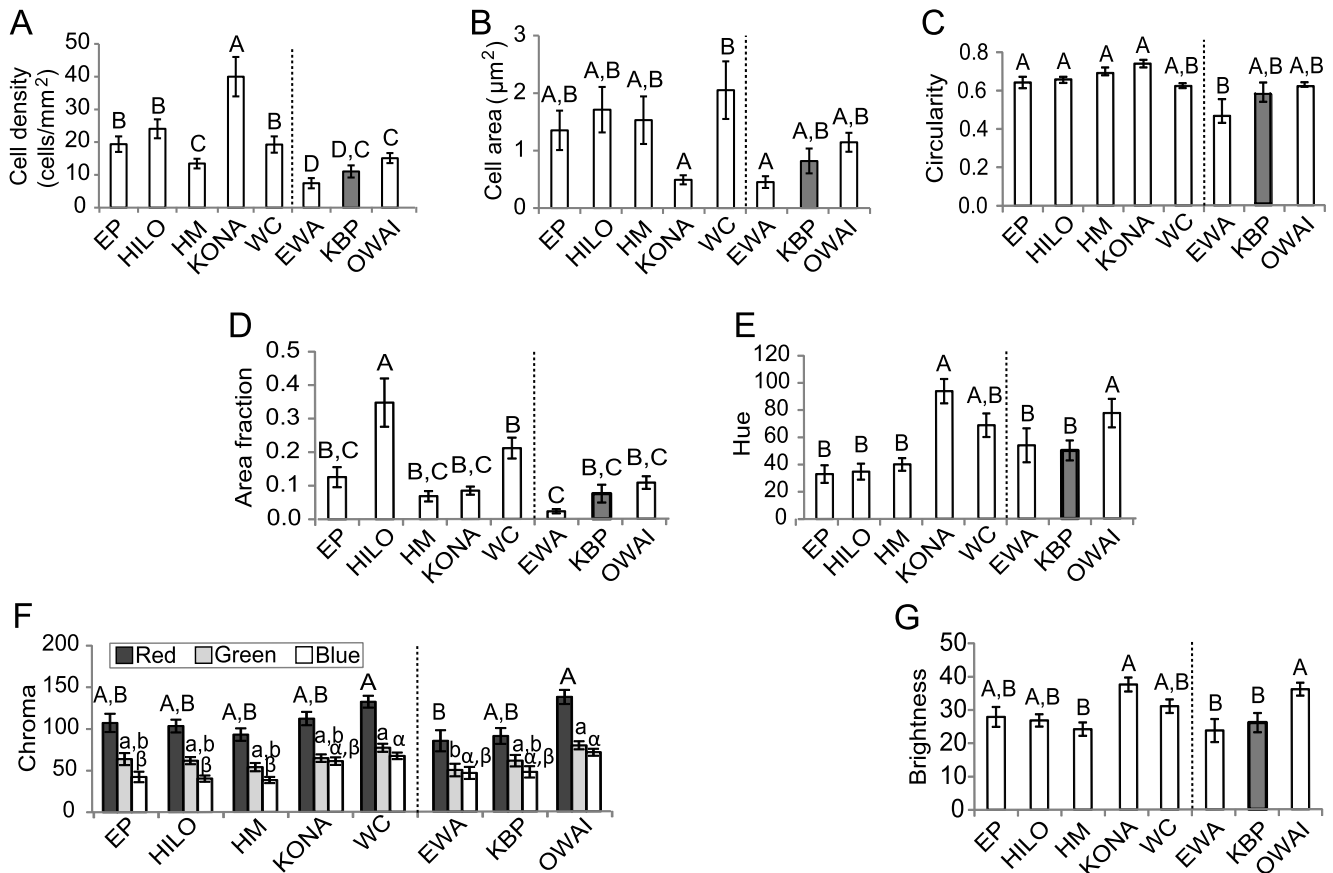 A
Cell density
(cells/mm²)
50
40
30
20
10
0
B
B
C
A
B
D
D,C
C
EP
HILO
HM
KONA
WC
EWA
KBP
OWAI
B
Cell area (µm²)
3
2
1
0
A,B
A,B
A,B
A
B
A
A,B
A,B
EP
HILO
HM
KONA
WC
EWA
KBP
OWAI
C
Circularity
0.8
0.6
0.4
0.2
0.0
A
A
A
A
A,B
B
A,B
A,B
EP
HILO
HM
KONA
WC
EWA
KBP
OWAI
D
Area fraction
0.5
0.4
0.3
0.2
0.1
0.0
B,C
A
B,C
B,C
B
C
B,C
B,C
EP
HILO
HM
KONA
WC
EWA
KBP
OWAI
E
Hue
120
100
80
60
40
20
0
B
B
B
A
A,B
B
B
A
EP
HILO
HM
KONA
WC
EWA
KBP
OWAI
F
Chroma
200
150
100
50
0
Red Green Blue
A,B
a,b
β
A,B
a,b
β
A,B
a,b
β
A,B
a,b
α,β
A
a
α
B
b
α,β
A,B
a,b
α,β
A
a
α
EP
HILO
HM
KONA
WC
EWA
KBP
OWAI
G
Brightness
50
40
30
20
10
0
A,B
A,B
B
A
A,B
B
B
A
EP
HILO
HM
KONA
WC
EWA
KBP
OWAI